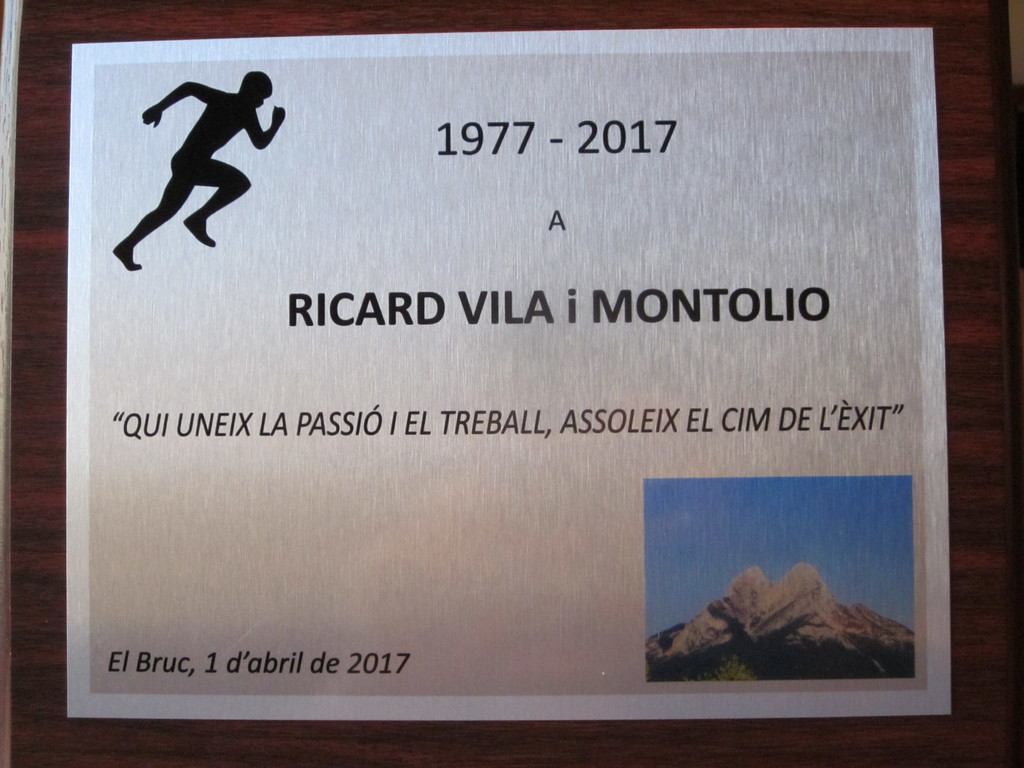 1977 - 2017
A
RICARD VILA i MONTOLIO
“QUI UNEIX LA PASSIÓ I EL TREBALL, ASSOLEIX EL CIM DE L’ÈXIT”
El Bruc, 1 d’abril de 2017